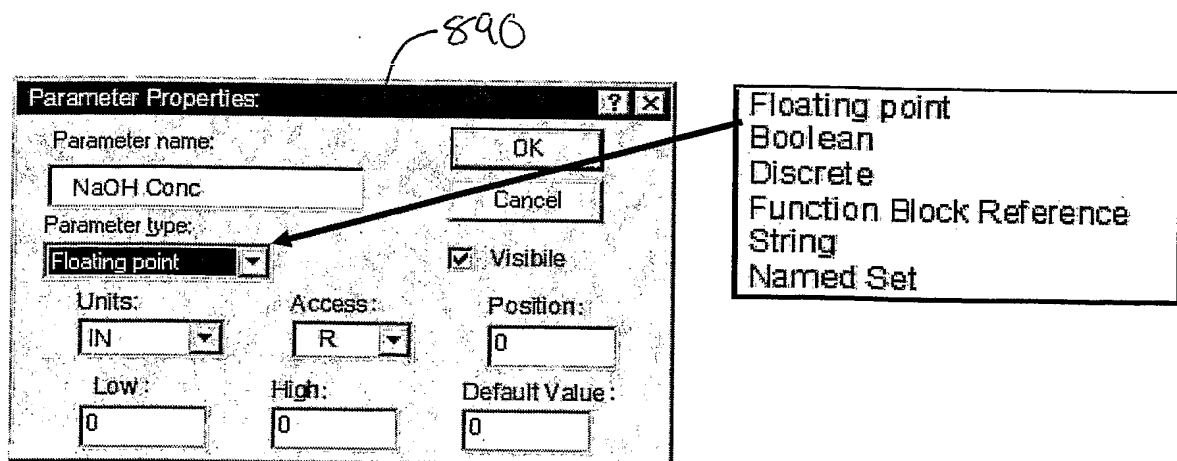 890
Parameter Properties:
? X
Parameter name:
OK
NaOH Conc
Cancel
Parameter type:
Floating point
Visibile
Units:
Access:
Position:
IN
R
0
Low:
High:
Default Value:
0
0
0
Floating point
Boolean
Discrete
Function Block Reference
String
Named Set